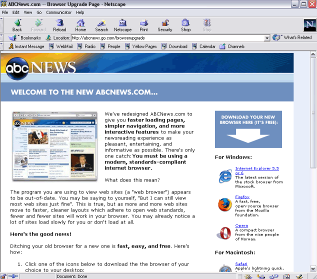 ABCNews.com - Browser Upgrade Page - Netscape
File Edit View Go Communicator Help
Back Forward Reload Home Search Netscape Print Security Shop Stop
Bookmarks Location:
What's Related
Instant Message WebMail Radio People Yellow Pages Download Calendar Channels
abc NEWS
WELCOME TO THE NEW ABCNEWS.COM...
We've redesigned ABCNEWS.com to
give you faster loading pages,
simpler navigation, and more
interactive features to make your
newsreading experience as
pleasant, entertaining, and
informative as possible. There's
only one catch: You must be using a
modern, standards-compliant
internet browser.
What does this mean?
The program you are using to view web sites (a "web browser") appears
to be out-of-date. You may be saying to yourself, "But I can still view
most web sites just fine". This is true, but as more and more web sites
move to faster, cleaner layouts which adhere to open web standards,
fewer and fewer sites will work in your browser. You may already notice a
lot of sites load slowly for you or don't load at all.
Here's the good news!
Ditching your old browser for a new one is fast, easy, and free. Here's
how:
1. Click one of the icons below to download the browser of your
choice to your desktop:
DOWNLOAD YOUR NEW
BROWSER HERE (IT'S FREE):
For Windows:
Internet Explorer
The latest version of
the stock browser from
Microsoft.
Firefox
A fast, free,
open-source browser
from the Mozilla
Foundation.
Opera
A compact browser
from the nice people
of Norway.
For Macintosh:
Safari
Apple's lightning quick,
Document: Done